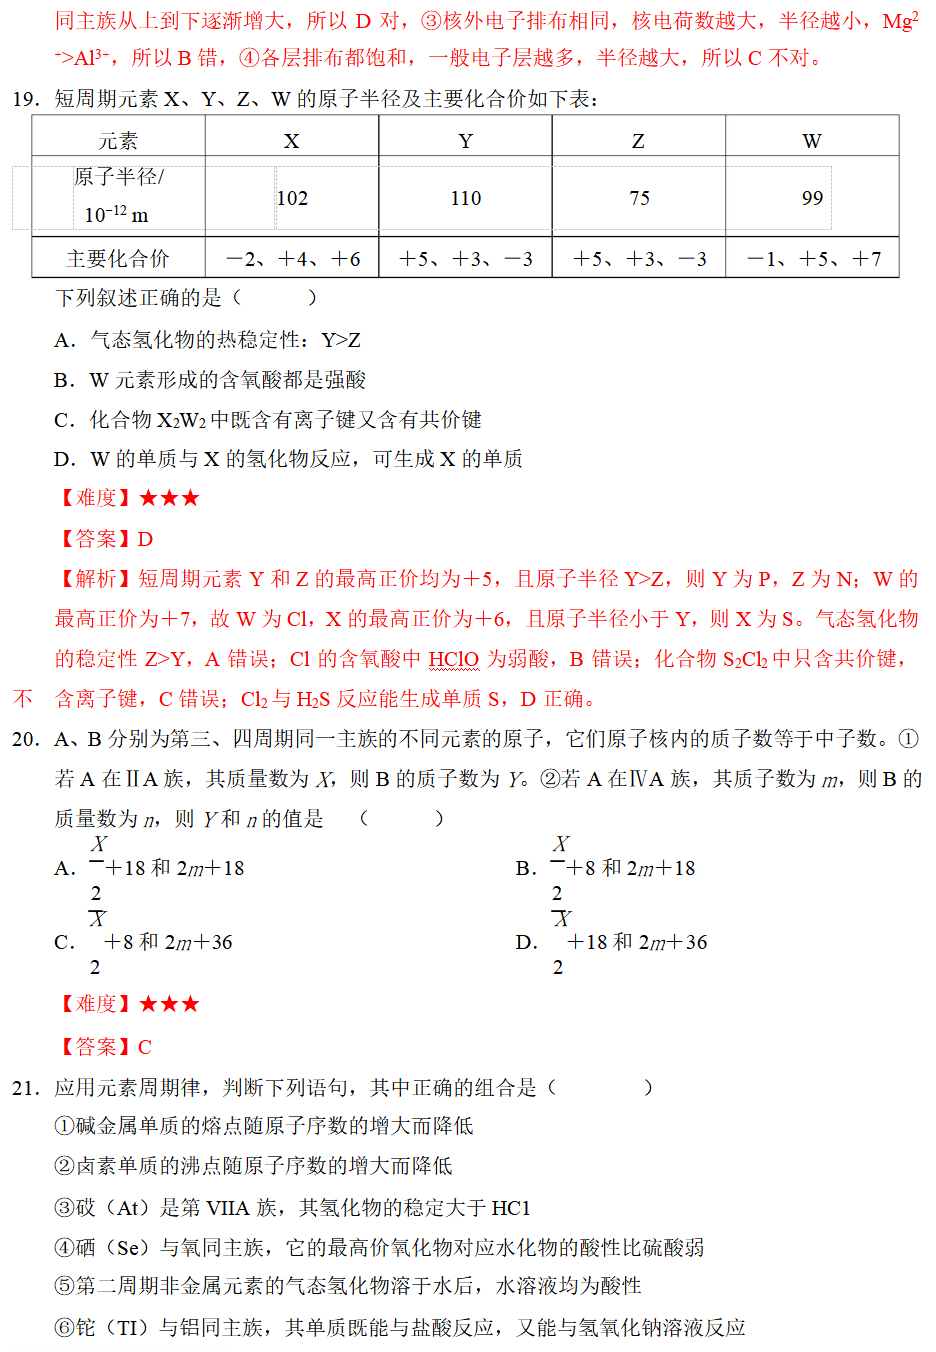 同主族从上到下逐渐增大，所以 D 对，③核外电子排布相同，核电荷数越大，半径越小，Mg2
+>Al3+，所以 B 错，④各层排布都饱和，一般电子层越多，半径越大，所以 C 不对。
19．短周期元素 X、Y、Z、W 的原子半径及主要化合价如下表：
元素 X Y Z W
原子半径/
10−12 m 102 110 75 99
主要化合价 －2、＋4、＋6 ＋5、＋3、－3 ＋5、＋3、－3 －1、＋5、＋7
下列叙述正确的是（ ）
A．气态氢化物的热稳定性：Y>Z
B．W 元素形成的含氧酸都是强酸
C．化合物 X2W2 中既含有离子键又含有共价键
D．W 的单质与 X 的氢化物反应，可生成 X 的单质
【难度】★★★
【答案】D
【解析】短周期元素 Y 和 Z 的最高正价均为＋5，且原子半径 Y>Z，则 Y 为 P，Z 为 N；W 的
最高正价为＋7，故 W 为 Cl，X 的最高正价为＋6，且原子半径小于 Y，则 X 为 S。气态氢化物
的稳定性 Z>Y，A 错误；Cl 的含氧酸中 HClO 为弱酸，B 错误；化合物 S2Cl2 中只含共价键，
不 含离子键，C 错误；Cl2 与 H2S 反应能生成单质 S，D 正确。
20．A、B 分别为第三、四周期同一主族的不同元素的原子，它们原子核内的质子数等于中子数。①
若 A 在ⅡA 族，其质量数为 X，则 B 的质子数为 Y。②若 A 在ⅣA 族，其质子数为 m，则 B 的
质量数为 n，则 Y 和 n 的值是 （ ）
A．X/2＋18 和 2m＋18 B．X/2＋8 和 2m＋18
C．X/2＋8 和 2m＋36 D．X/2＋18 和 2m＋36
【难度】★★★
【答案】C
21．应用元素周期律，判断下列语句，其中正确的组合是（ ）
①碱金属单质的熔点随原子序数的增大而降低
②卤素单质的沸点随原子序数的增大而降低
③砹（At）是第 VIIA 族，其氢化物的稳定大于 HC1
④硒（Se）与氧同主族，它的最高价氧化物对应水化物的酸性比硫酸弱
⑤第二周期非金属元素的气态氢化物溶于水后，水溶液均为酸性
⑥铊（TI）与铝同主族，其单质既能与盐酸反应，又能与氢氧化钠溶液反应